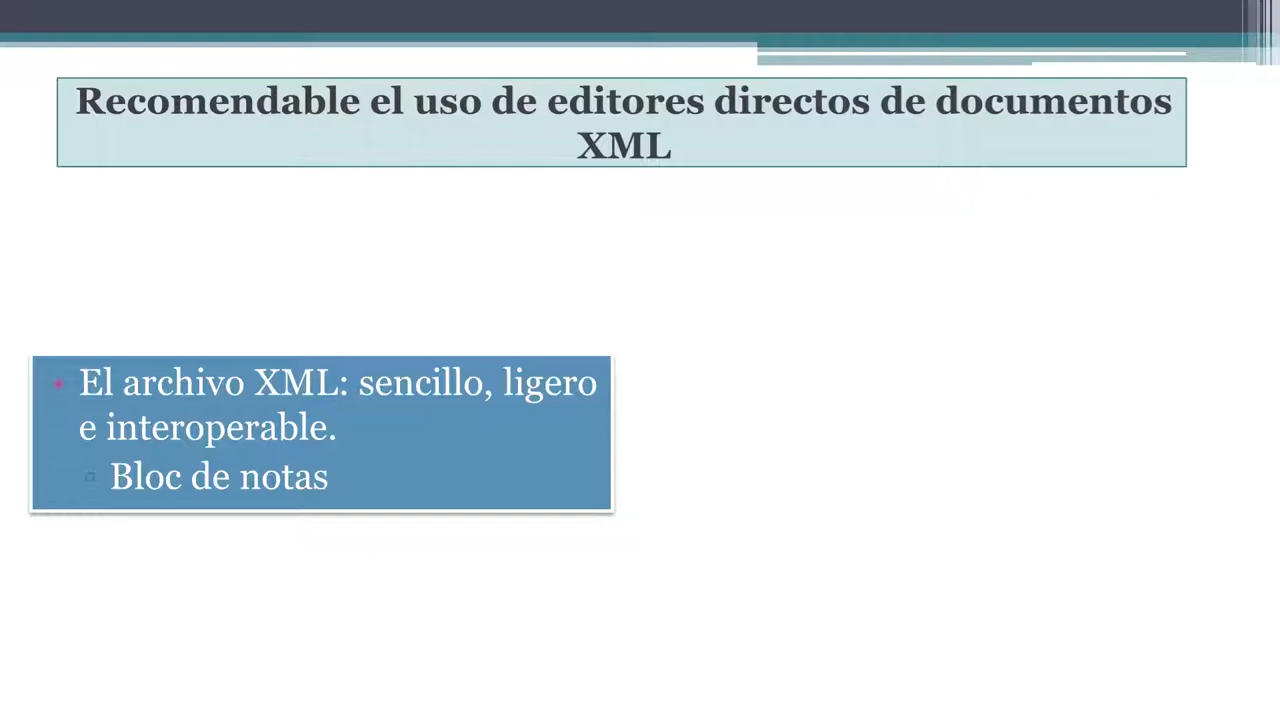 Recomendable el uso de editores directos de documentos
XML
• El archivo XML: sencillo, ligero
e interoperable.
▫ Bloc de notas